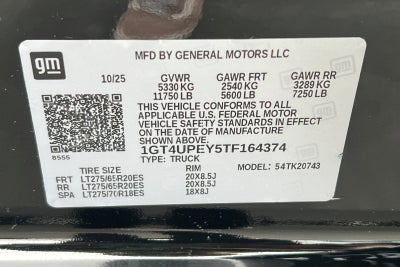 gm
MFD BY GENERAL MOTORS LLC
10/25 GVWR GAWR FRT GAWR RR
5330 KG 2540 KG 3289 KG
11750 LB 5600 LB 7250 LB
THIS VEHICLE CONFORMS TO ALL
APPLICABLE U.S. FEDERAL MOTOR
VEHICLE SAFETY STANDARDS IN EFFECT
ON THE DATE OF MANUFACTURE SHOWN ABOVE.
1GT4UPEY5TF164374
8555 TYPE: TRUCK MODEL: 54TK20743
TIRE SIZE RIM
FRT LT275/65R20ES 20X8.5J
RR LT275/65R20ES 20X8.5J
SPA LT275/70R18ES 18X8J